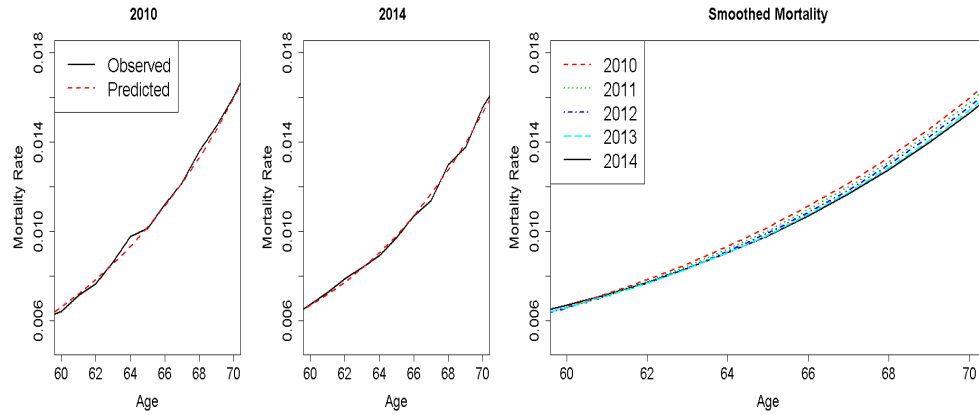 2010
0.018
0.014
0.010
0.006
Mortality Rate
Observed
Predicted
60 62 64 66 68 70
Age
2014
0.018
0.014
0.010
0.006
Mortality Rate
60 62 64 66 68 70
Age
Smoothed Mortality
0.018
0.014
0.010
0.006
Mortality Rate
2010
2011
2012
2013
2014
60 62 64 66 68 70
Age